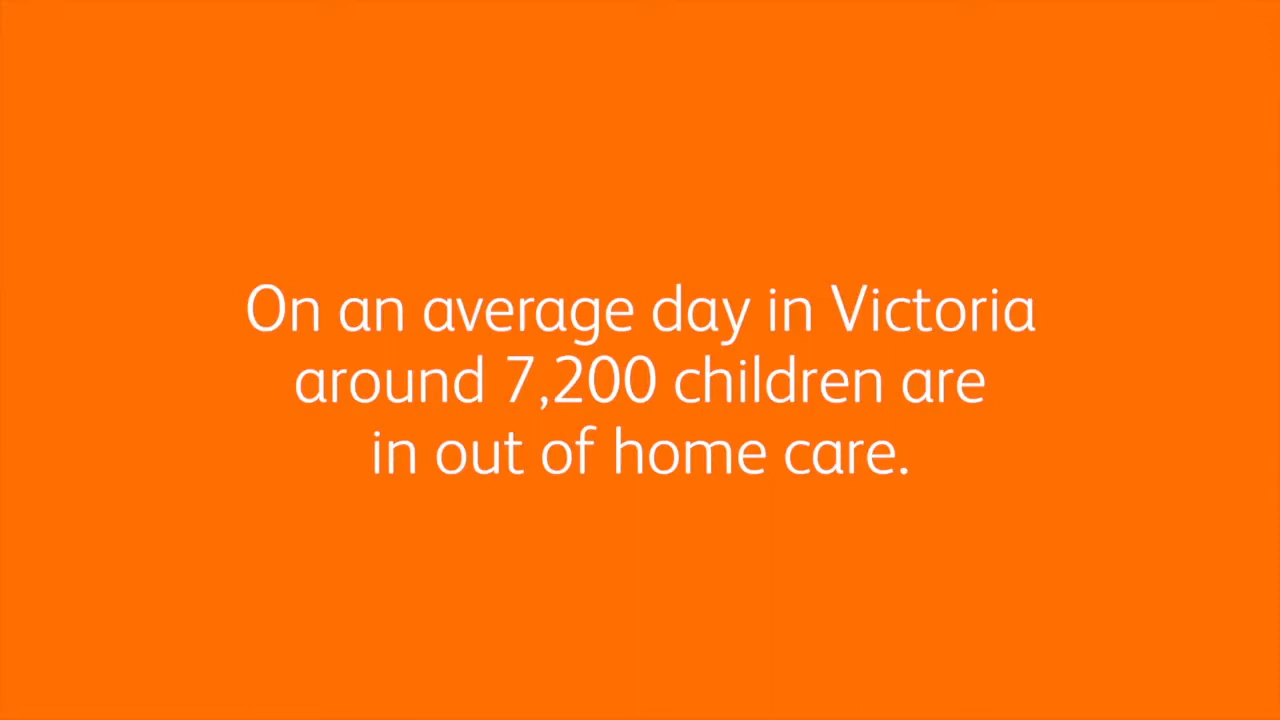 On an average day in Victoria
around 7,200 children are
in out of home care.